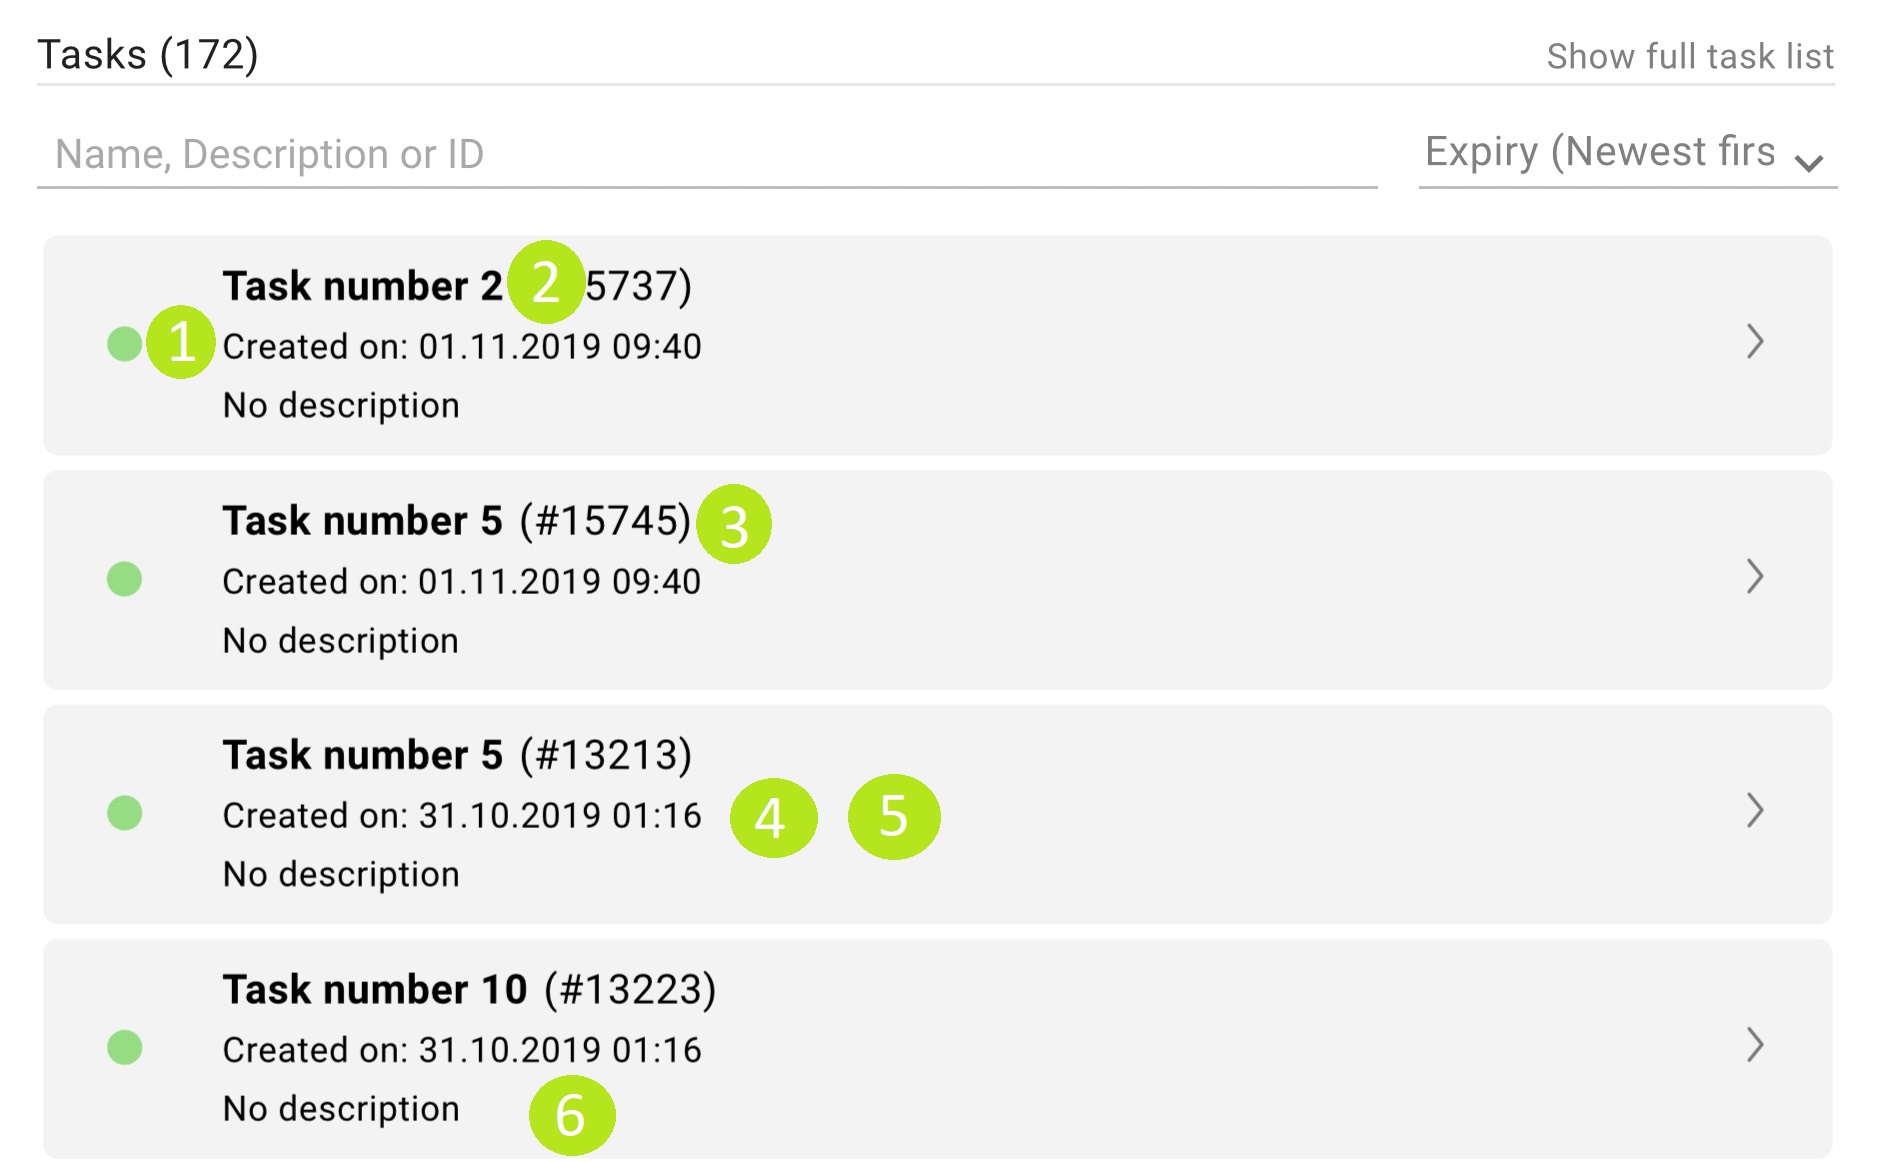 Tasks (172)
Show full task list
Name, Description or ID
Expiry (Newest firs
Task number 2 2 5737)
1 Created on: 01.11.2019 09:40
No description
Task number 5 (#15745) 3
Created on: 01.11.2019 09:40
No description
Task number 5 (#13213)
Created on: 31.10.2019 01:16 4 5
No description
Task number 10 (#13223)
Created on: 31.10.2019 01:16
No description 6